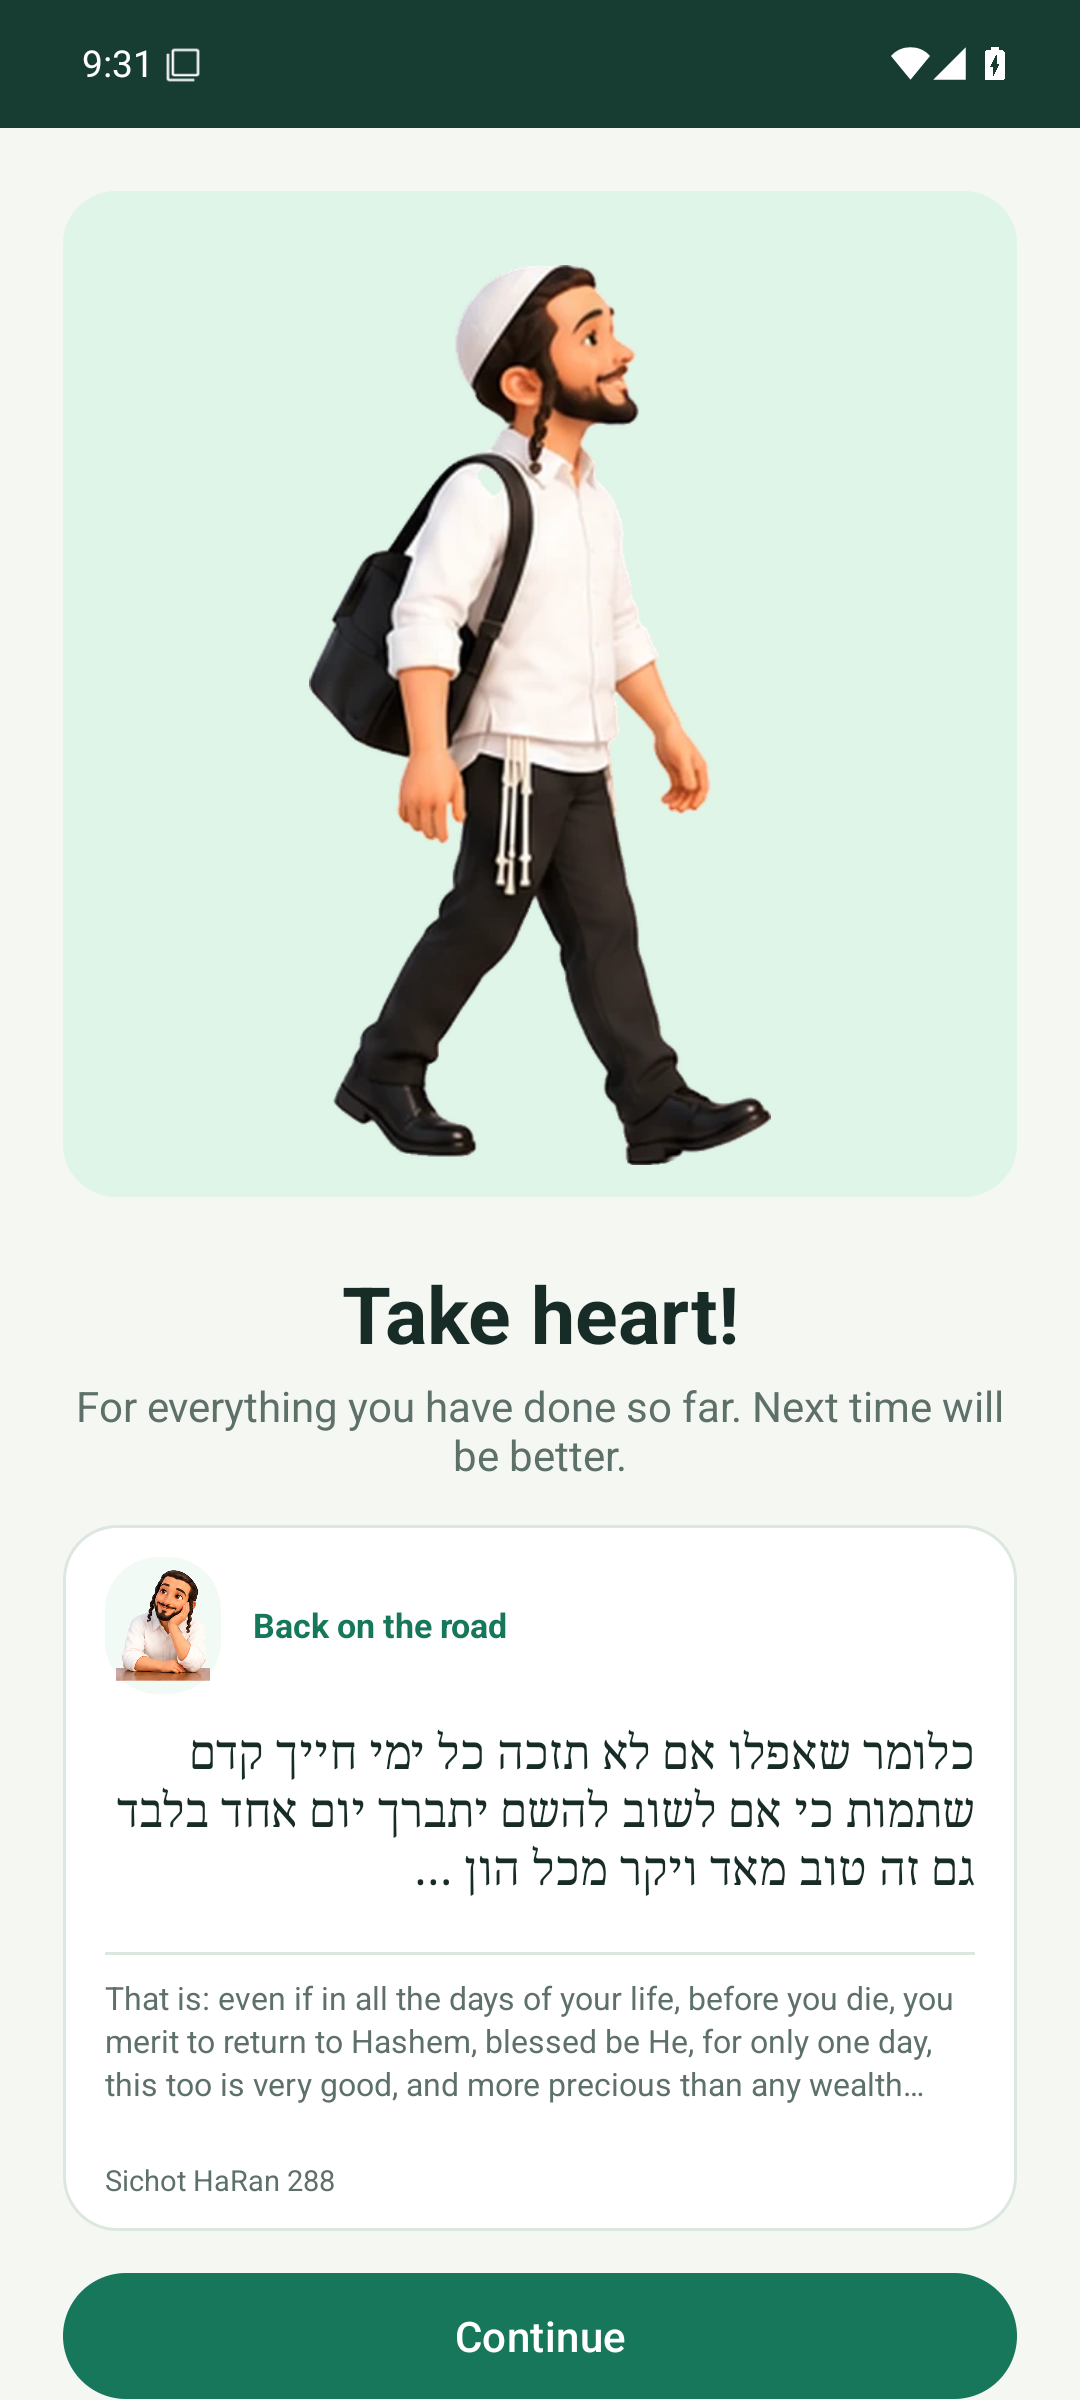 9:31
Take heart!
For everything you have done so far. Next time will
be better.
Back on the road
כלומר שאפלו אם לא תזכה כל ימי חייך קדם
שתמות כי אם לשוב להשם יתברך יום אחד בלבד
גם זה טוב מאד ויקר מכל הון ...
That is: even if in all the days of your life, before you die, you
merit to return to Hashem, blessed be He, for only one day,
this too is very good, and more precious than any wealth…
Sichot HaRan 288
Continue